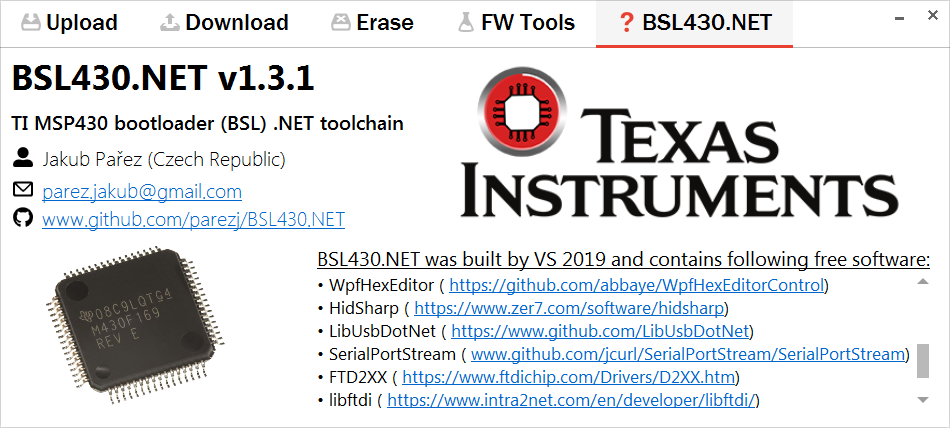 Upload Download Erase FW Tools ? BSL430.NET
BSL430.NET v1.3.1
TI MSP430 bootloader (BSL) .NET toolchain
Jakub Pařez (Czech Republic)
parez.jakub@gmail.com
www.github.com/parezj/BSL430.NET
TEXAS
INSTRUMENTS
08C9LQTG4
M430F169
REV E
BSL430.NET was built by VS 2019 and contains following free software:
• WpfHexEditor ( https://github.com/abbaye/WpfHexEditorControl)
• HidSharp ( https://www.zer7.com/software/hidsharp)
• LibUsbDotNet ( https://www.github.com/LibUsbDotNet)
• SerialPortStream ( www.github.com/jcurl/SerialPortStream/SerialPortStream)
• FTD2XX ( https://www.ftdichip.com/Drivers/D2XX.htm)
• libftdi ( https://www.intra2net.com/en/developer/libftdi/)